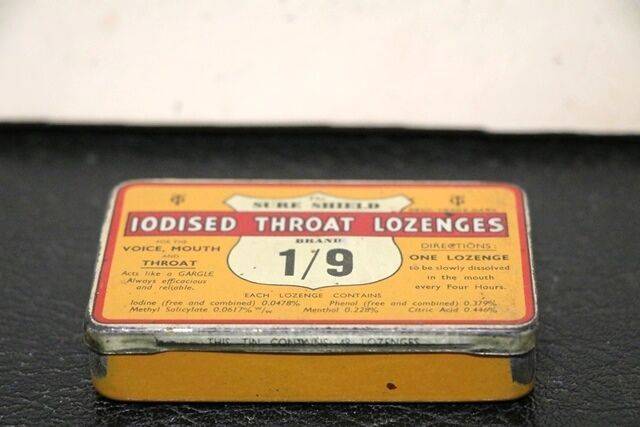 The
SURE SHIELD
IODISED THROAT LOZENGES
BRAND
1/9
FOR THE
VOICE, MOUTH
AND
THROAT
Acts like a GARGLE
Always efficacious
and reliable.
DIRECTIONS:
ONE LOZENGE
to be slowly dissolved
in the mouth
every Four Hours.
EACH LOZENGE CONTAINS
Iodine (free and combined) 0.0478% Phenol (free and combined) 0.379%
Methyl Salicylate 0.0617% w/w Menthol 0.228% Citric Acid 0.446%
THIS TIN CONTAINS 48 LOZENGES